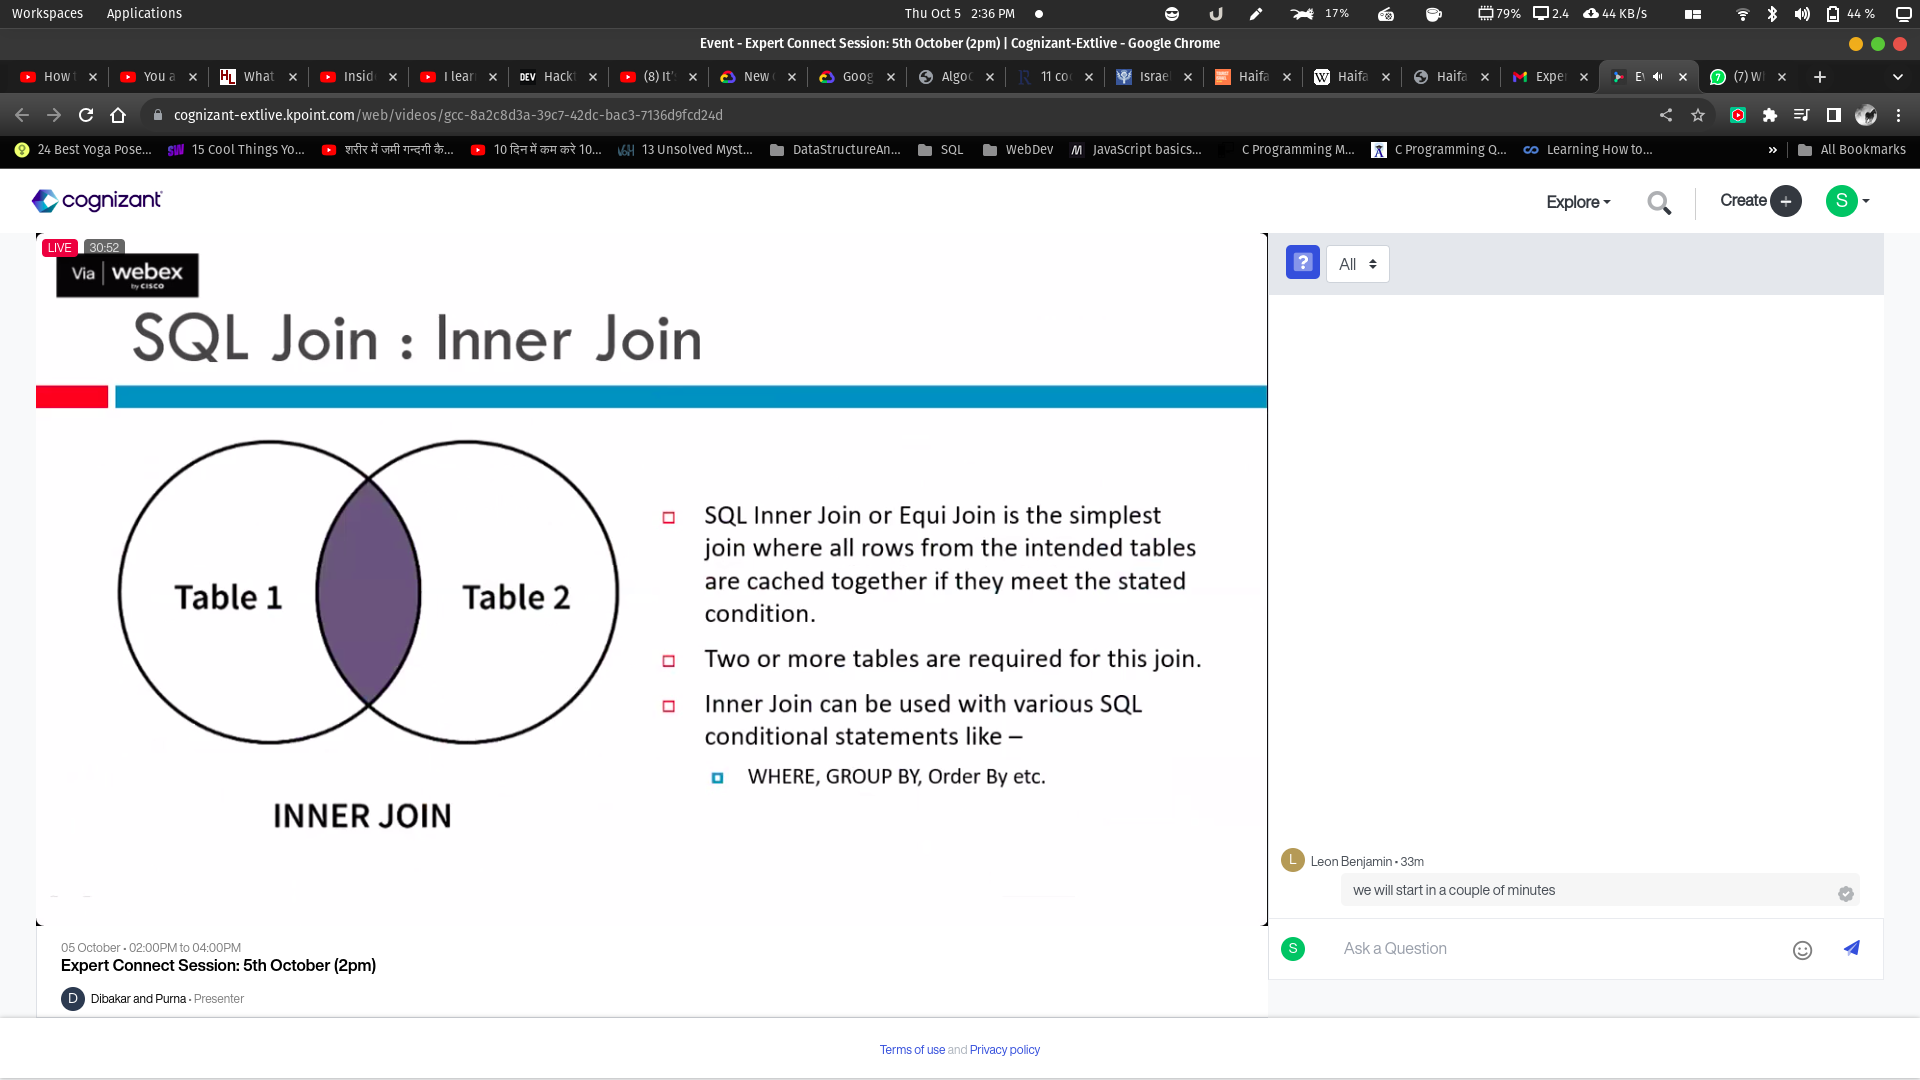 Workspaces Applications Thu Oct 5 2:36 PM 17% 79% 2.4 44 KB/s 44 %
Event - Expert Connect Session: 5th October (2pm) | Cognizant-Extlive - Google Chrome
How t You a What Insid I lear DEV Hackt (8) It' New c Goog AlgoC 11 co Israe Haifa Haifa Haifa Exper Ev (7) W
cognizant-extlive.kpoint.com/web/videos/gcc-8a2c8d3a-39c7-42dc-bac3-7136d9fcd24d
24 Best Yoga Pose... 15 Cool Things Yo... शरीर में जमी गन्दगी कै... 10 दिन में कम करे 10... 13 Unsolved Myst... DataStructureAn... SQL WebDev JavaScript basics... C Programming M... C Programming Q... Learning How to... » All Bookmarks
cognizant Explore Create S
LIVE 30:52
Via webex
by CISCO
? All
SQL Join : Inner Join
Table 1 Table 2
INNER JOIN
SQL Inner Join or Equi Join is the simplest
join where all rows from the intended tables
are cached together if they meet the stated
condition.
Two or more tables are required for this join.
Inner Join can be used with various SQL
conditional statements like –
WHERE, GROUP BY, Order By etc.
L Leon Benjamin • 33m
we will start in a couple of minutes
S Ask a Question
05 October • 02:00PM to 04:00PM
Expert Connect Session: 5th October (2pm)
D Dibakar and Purna • Presenter
Terms of use and Privacy policy